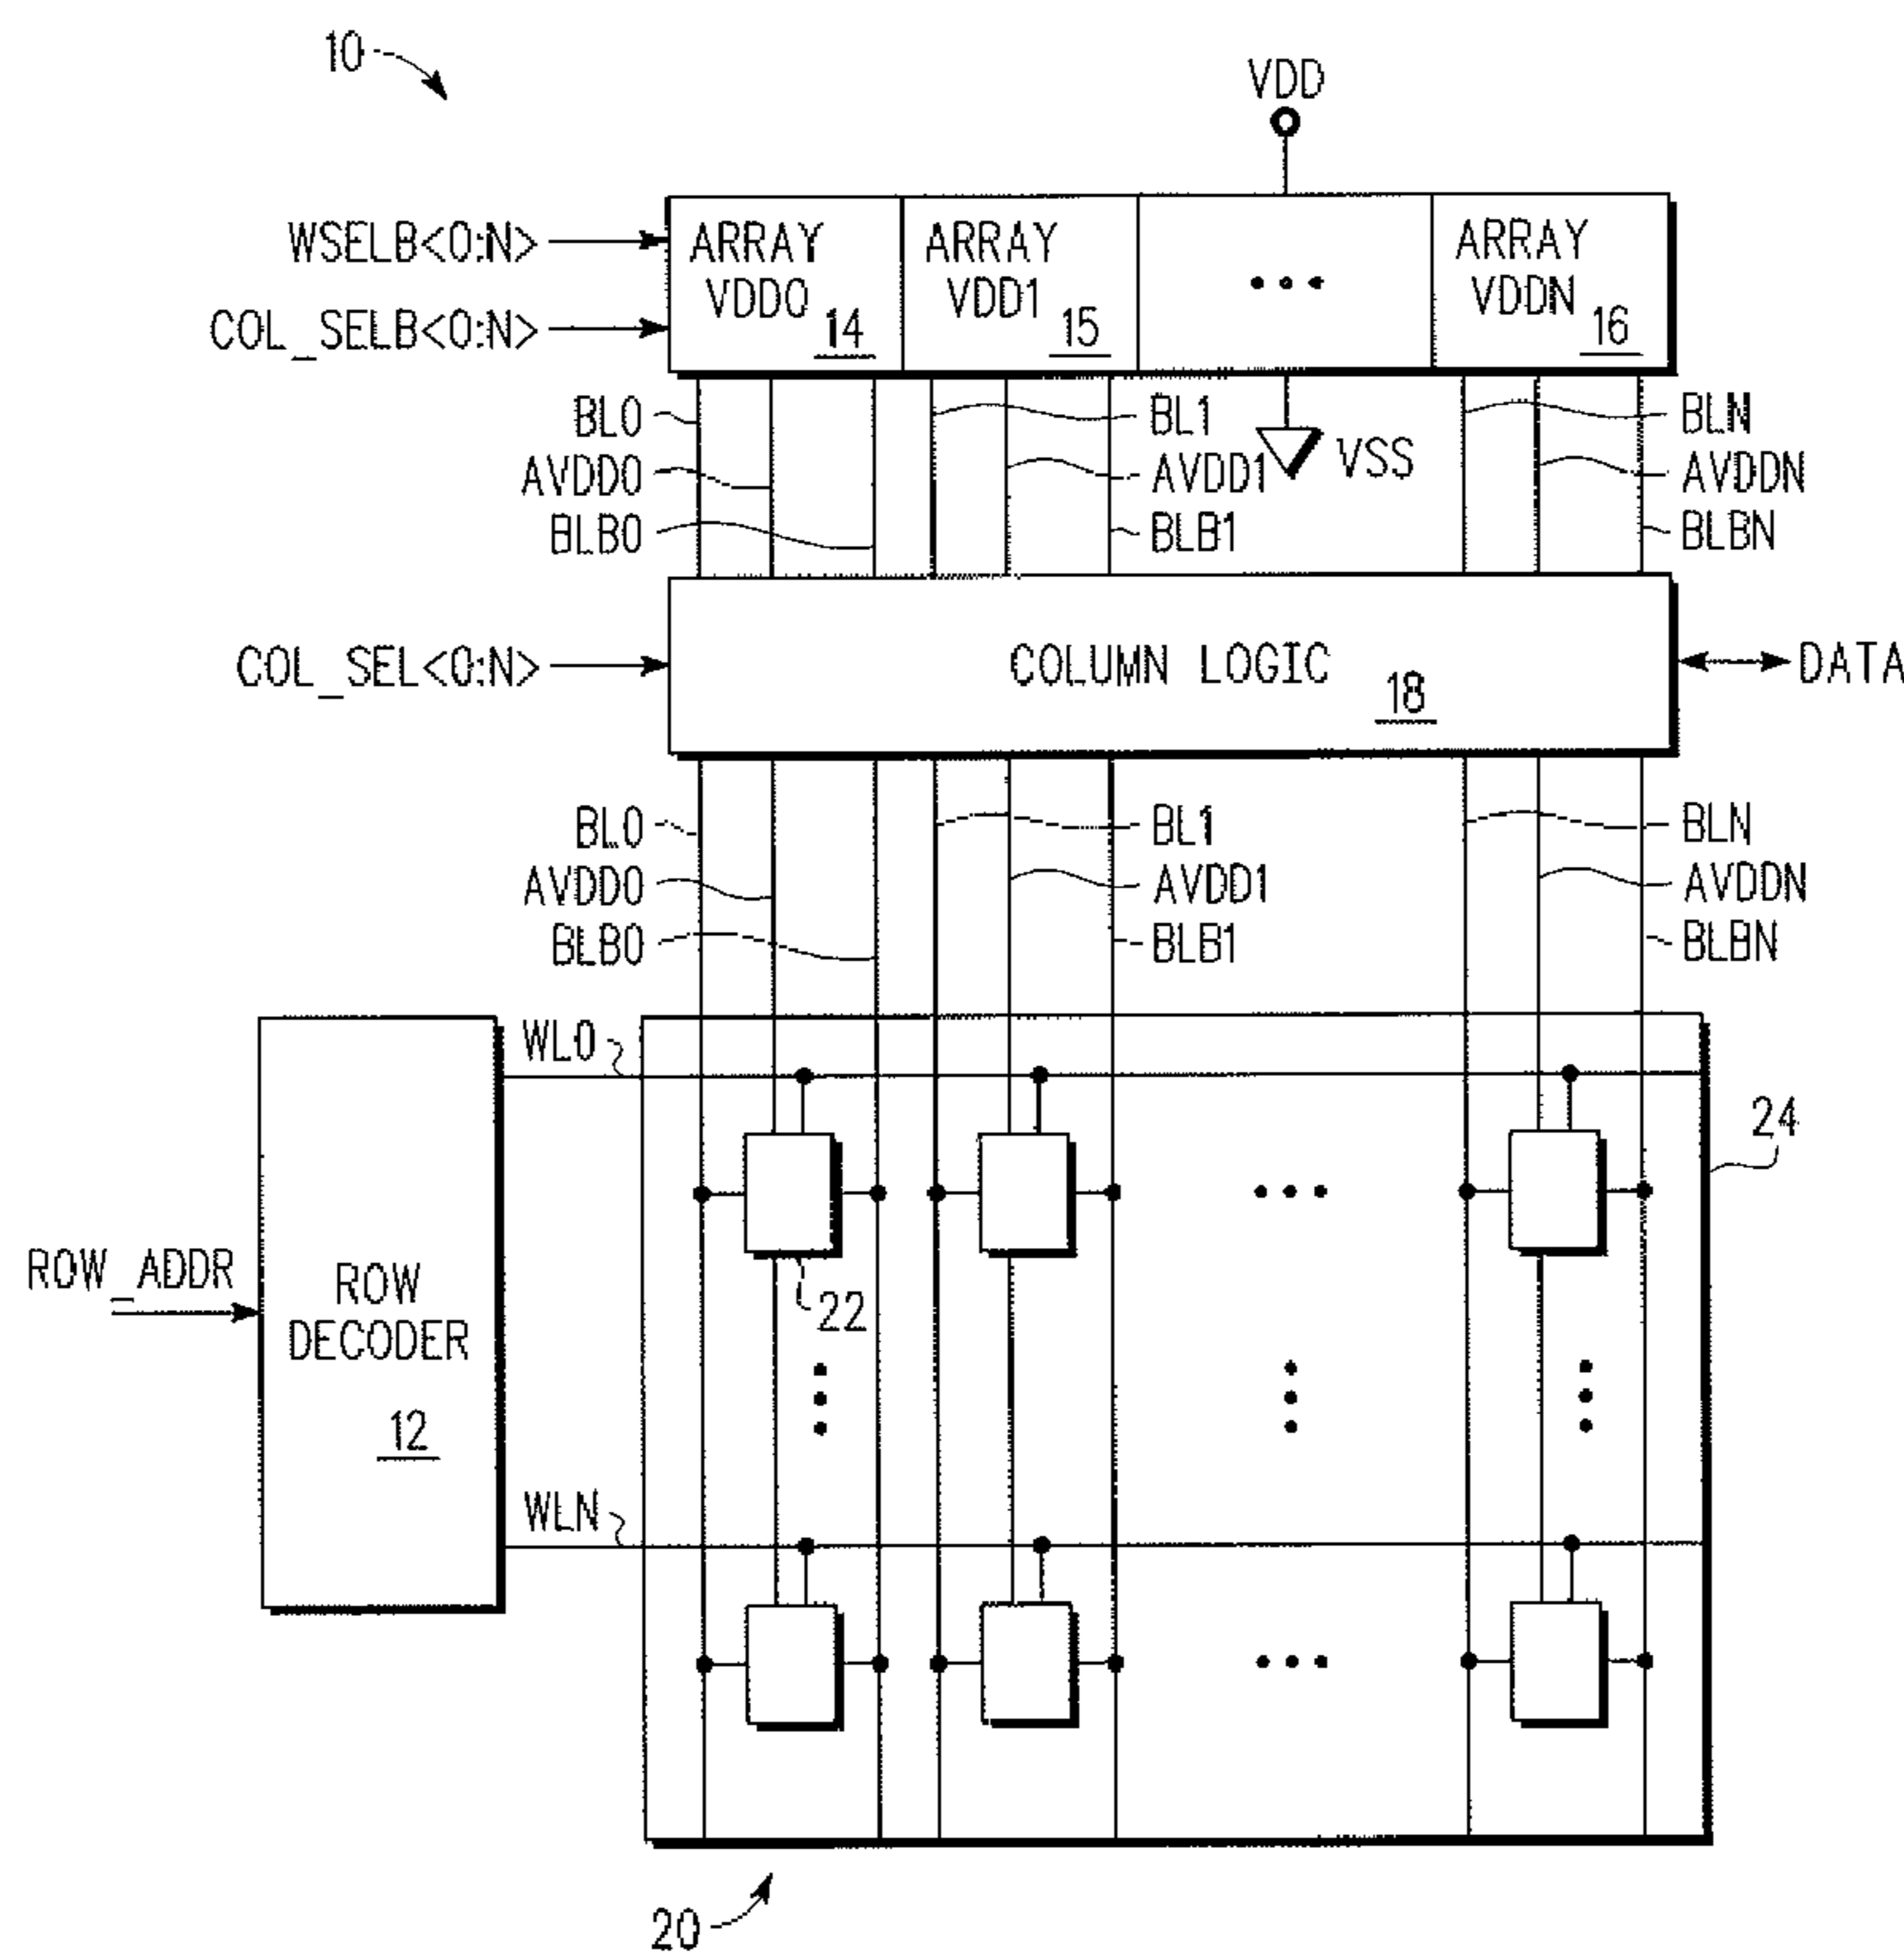 10
VDD
WSELB<0:N>
COL_SELB<0:N>
ARRAY
VDD0
14
ARRAY
VDD1
15
ARRAY
VDDN
16
BL0
AVDD0
BLB0
BL1
AVDD1
BLB1
VSS
BLN
AVDDN
BLBN
COL_SEL<0:N>
COLUMN LOGIC
18
DATA
BL0
AVDD0
BLB0
BL1
AVDD1
BLB1
BLN
AVDDN
BLBN
WL0
24
ROW_ADDR
ROW
DECODER
12
22
WLN
20